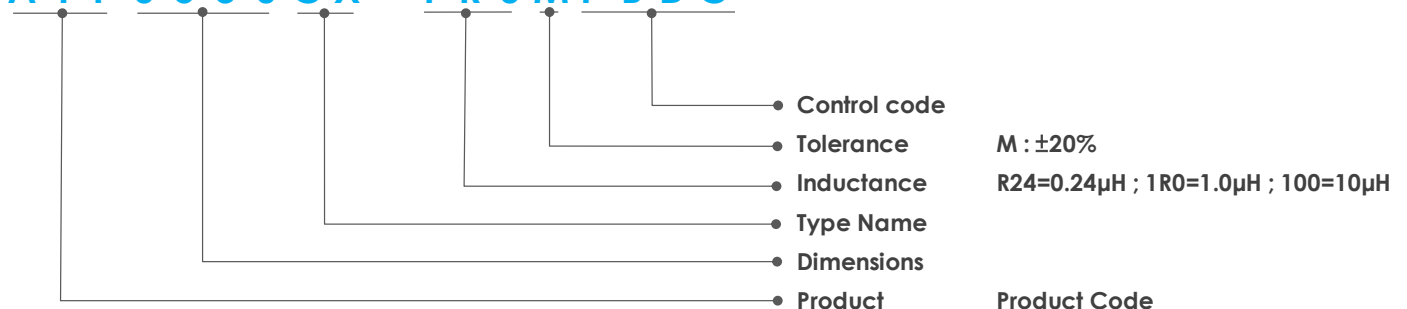 Control code
Tolerance M : ±20%
Inductance R24=0.24µH ; 1R0=1.0µH ; 100=10µH
Type Name
Dimensions
Product Product Code